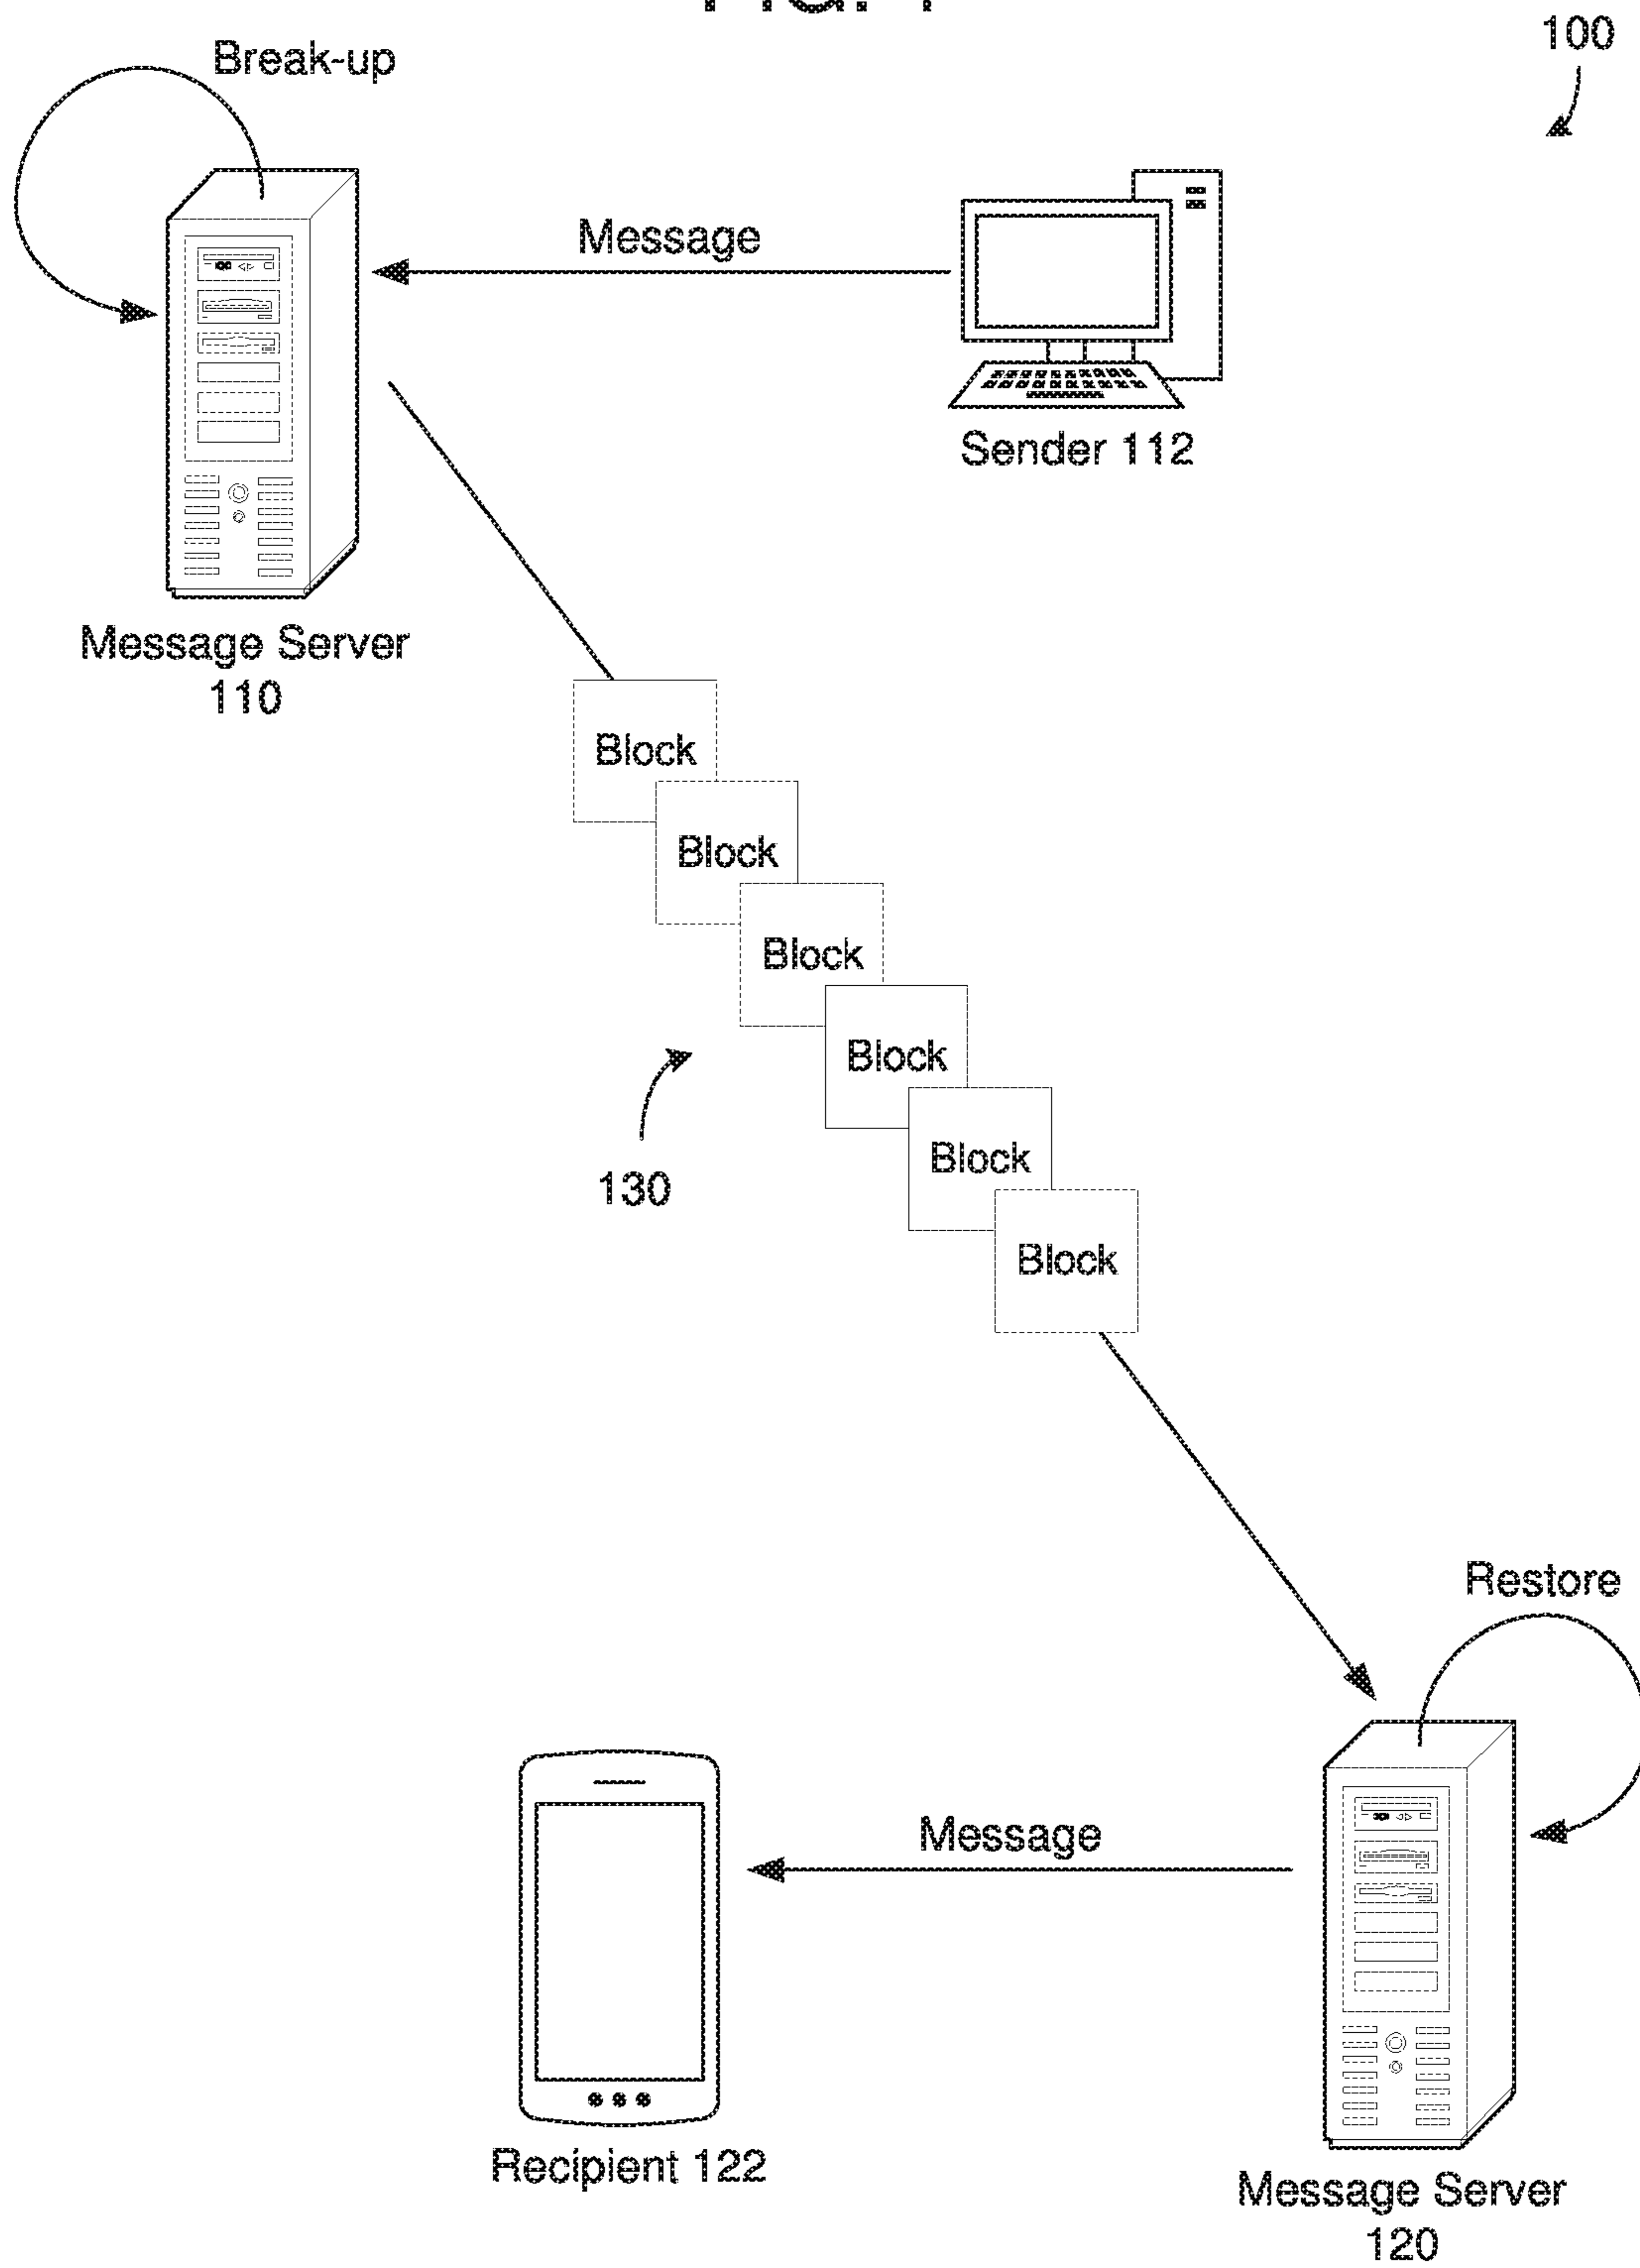 100
Break-up
Message
Sender 112
Message Server
110
Block
Block
Block
Block
130
Block
Block
Restore
Message
Recipient 122
Message Server
120